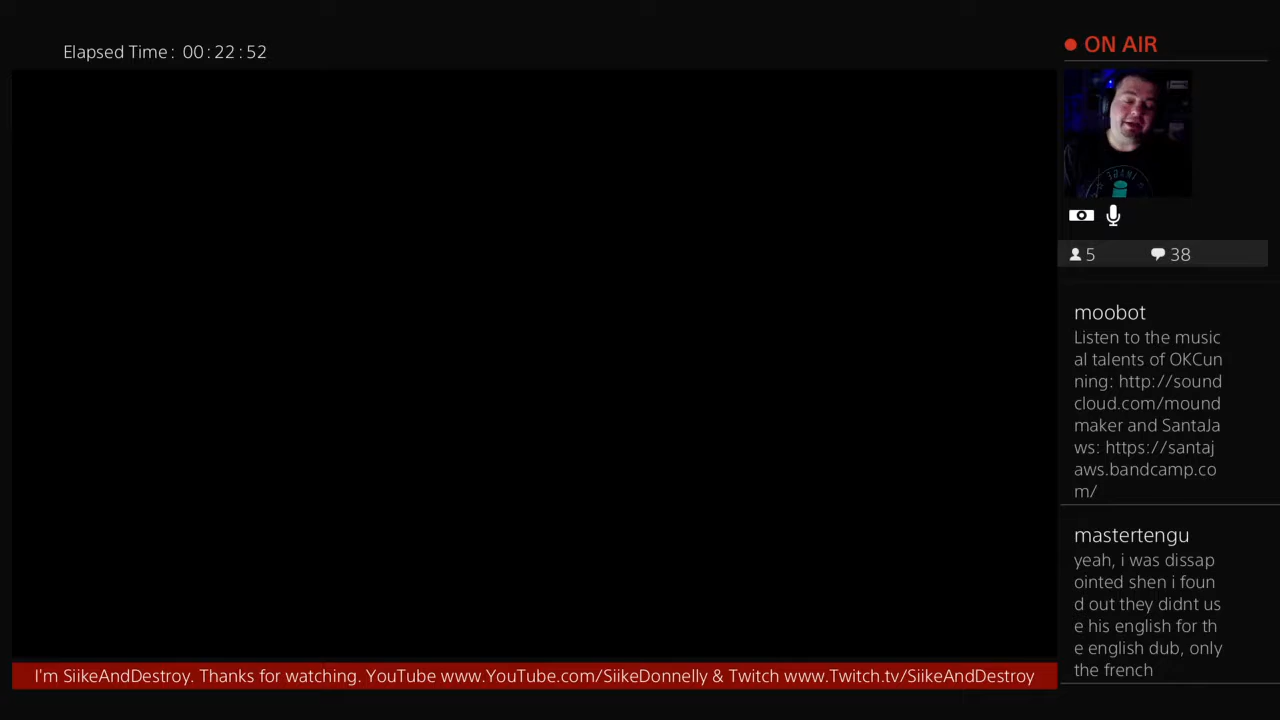 Elapsed Time: 00:22:52
ON AIR
5 38
moobot
Listen to the music
al talents of OKCun
ning: http://sound
cloud.com/mound
maker and SantaJa
ws: https://santaj
aws.bandcamp.co
m/
mastertengu
yeah, i was dissap
ointed shen i foun
d out they didnt us
e his english for th
e english dub, only
the french
I'm SiikeAndDestroy. Thanks for watching. YouTube www.YouTube.com/SiikeDonnelly & Twitch www.Twitch.tv/SiikeAndDestroy